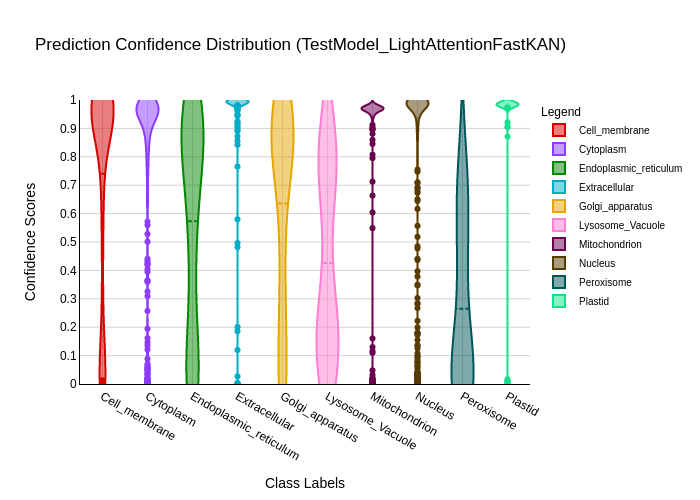 Prediction Confidence Distribution (TestModel_LightAttentionFastKAN)
Legend
Cell_membrane
Cytoplasm
Endoplasmic_reticulum
Extracellular
Golgi_apparatus
Lysosome_Vacuole
Mitochondrion
Nucleus
Peroxisome
Plastid
Confidence Scores
1
0.9
0.8
0.7
0.6
0.5
0.4
0.3
0.2
0.1
0
Cell_membrane
Cytoplasm
Endoplasmic_reticulum
Extracellular
Golgi_apparatus
Lysosome_Vacuole
Mitochondrion
Nucleus
Peroxisome
Plastid
Class Labels